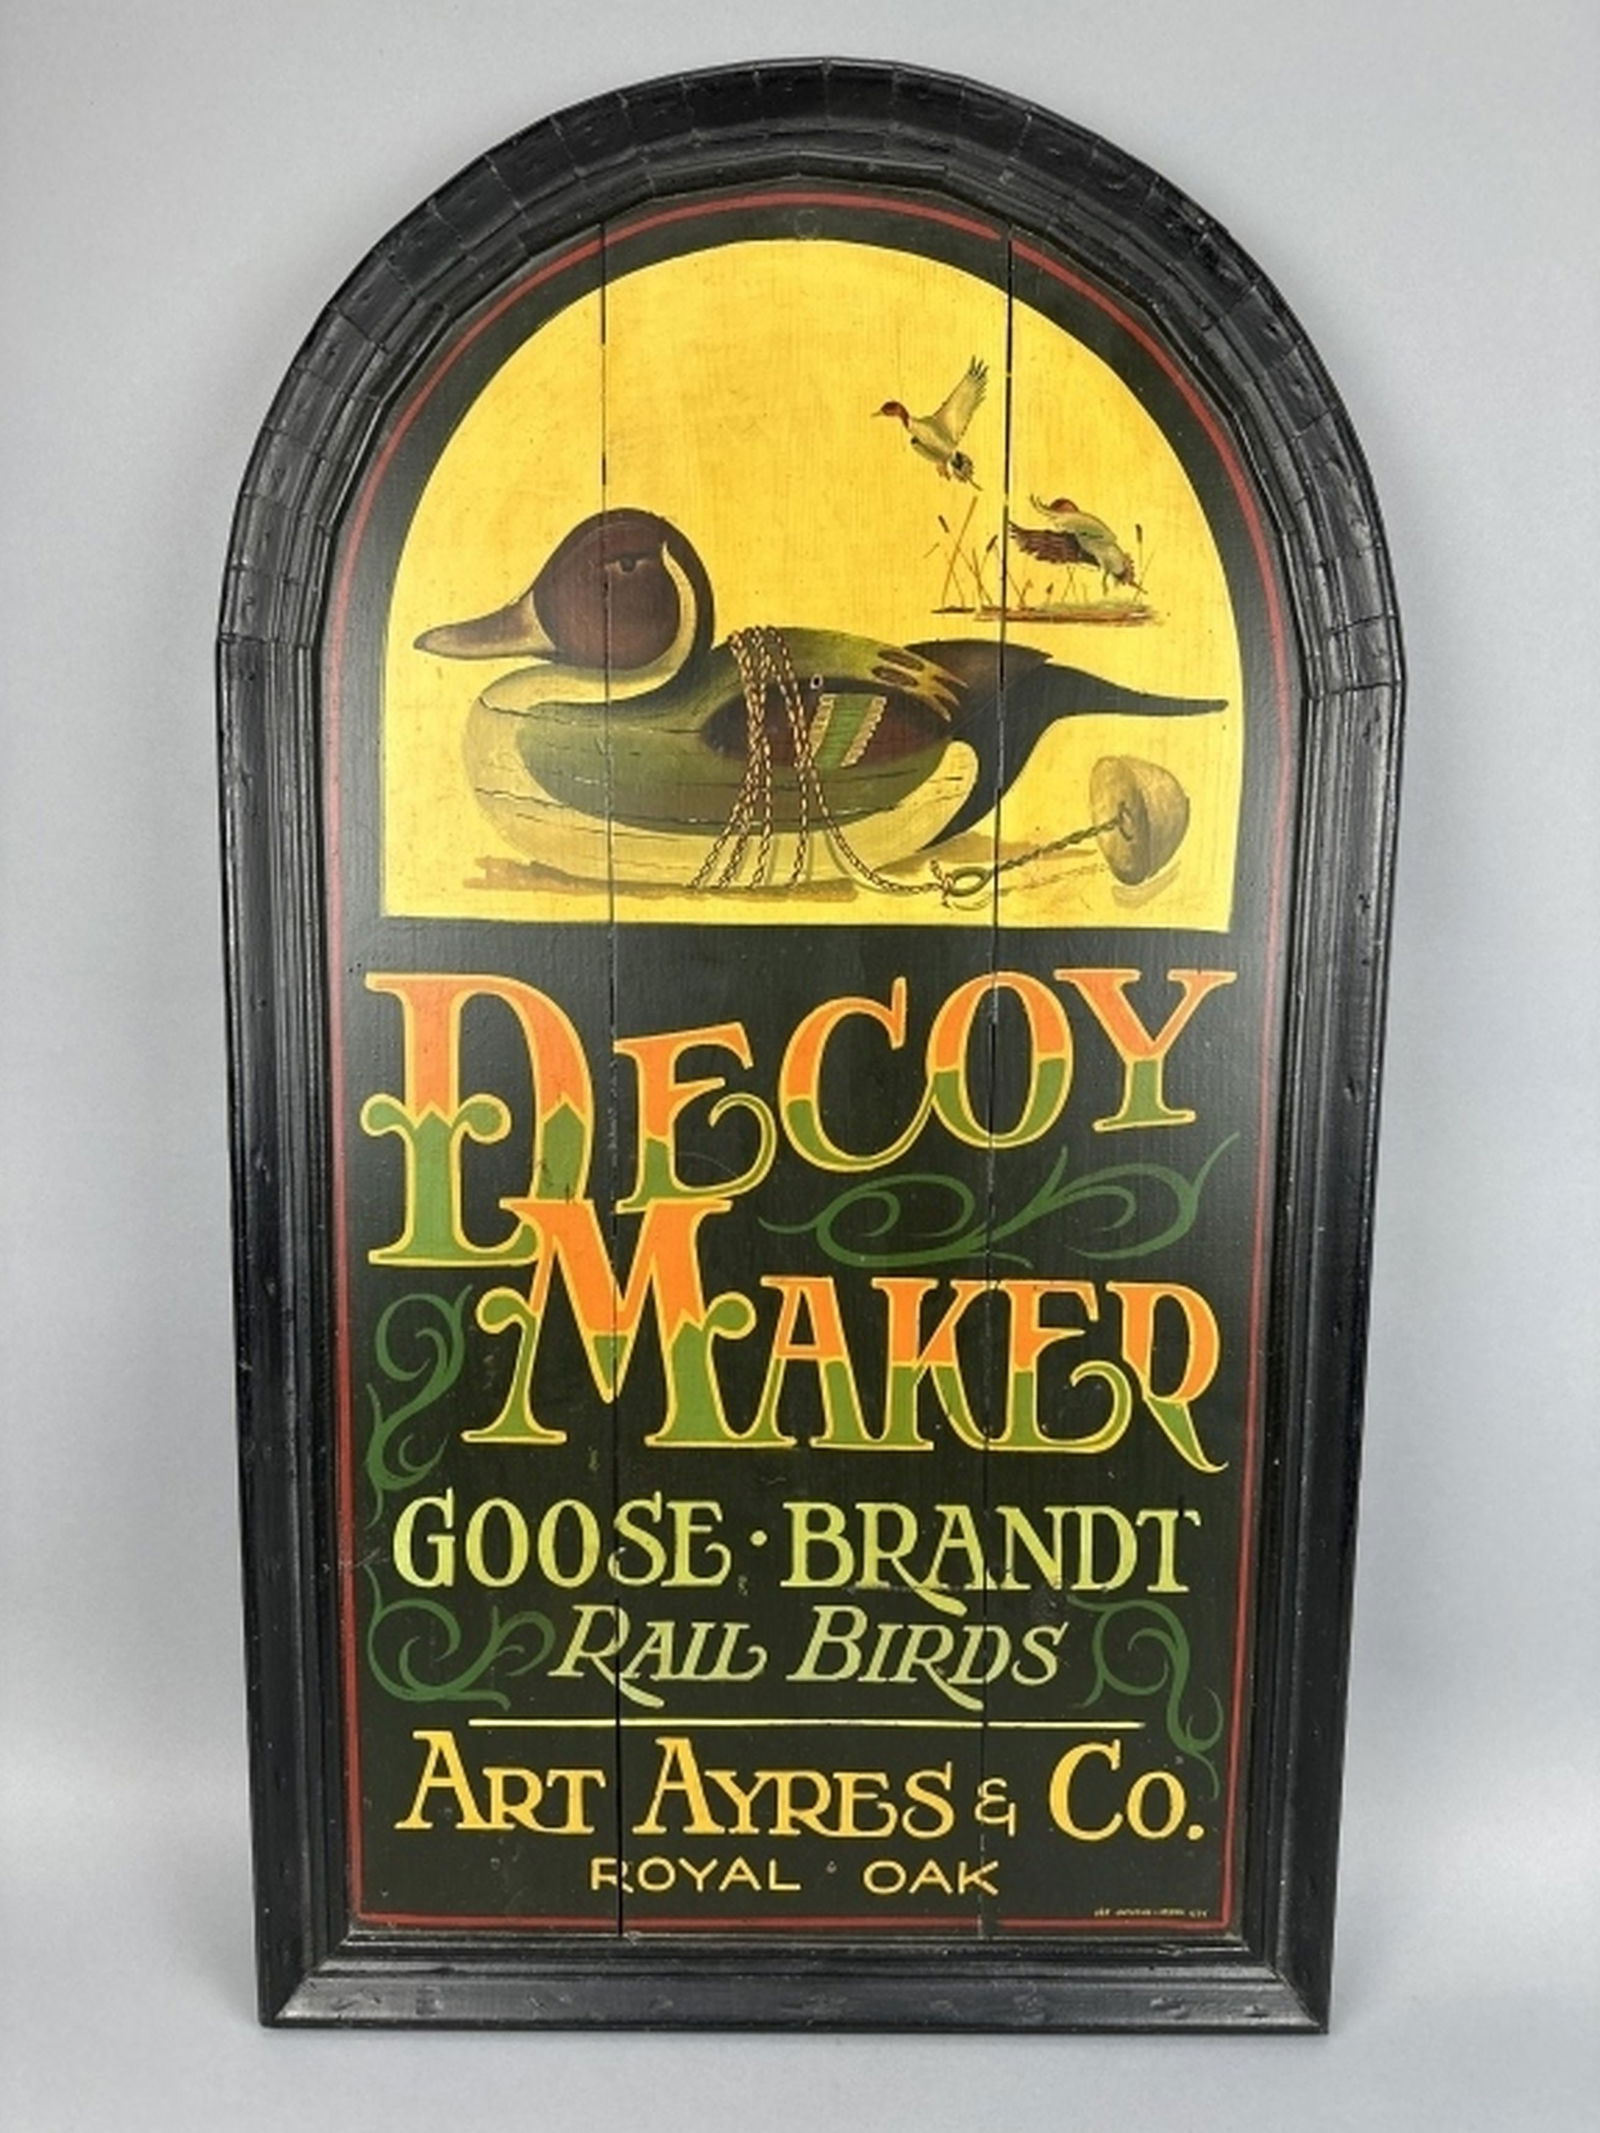 DECOY
MAKER
GOOSE · BRANDT
RAIL BIRDS
ART AYRES & CO.
ROYAL OAK